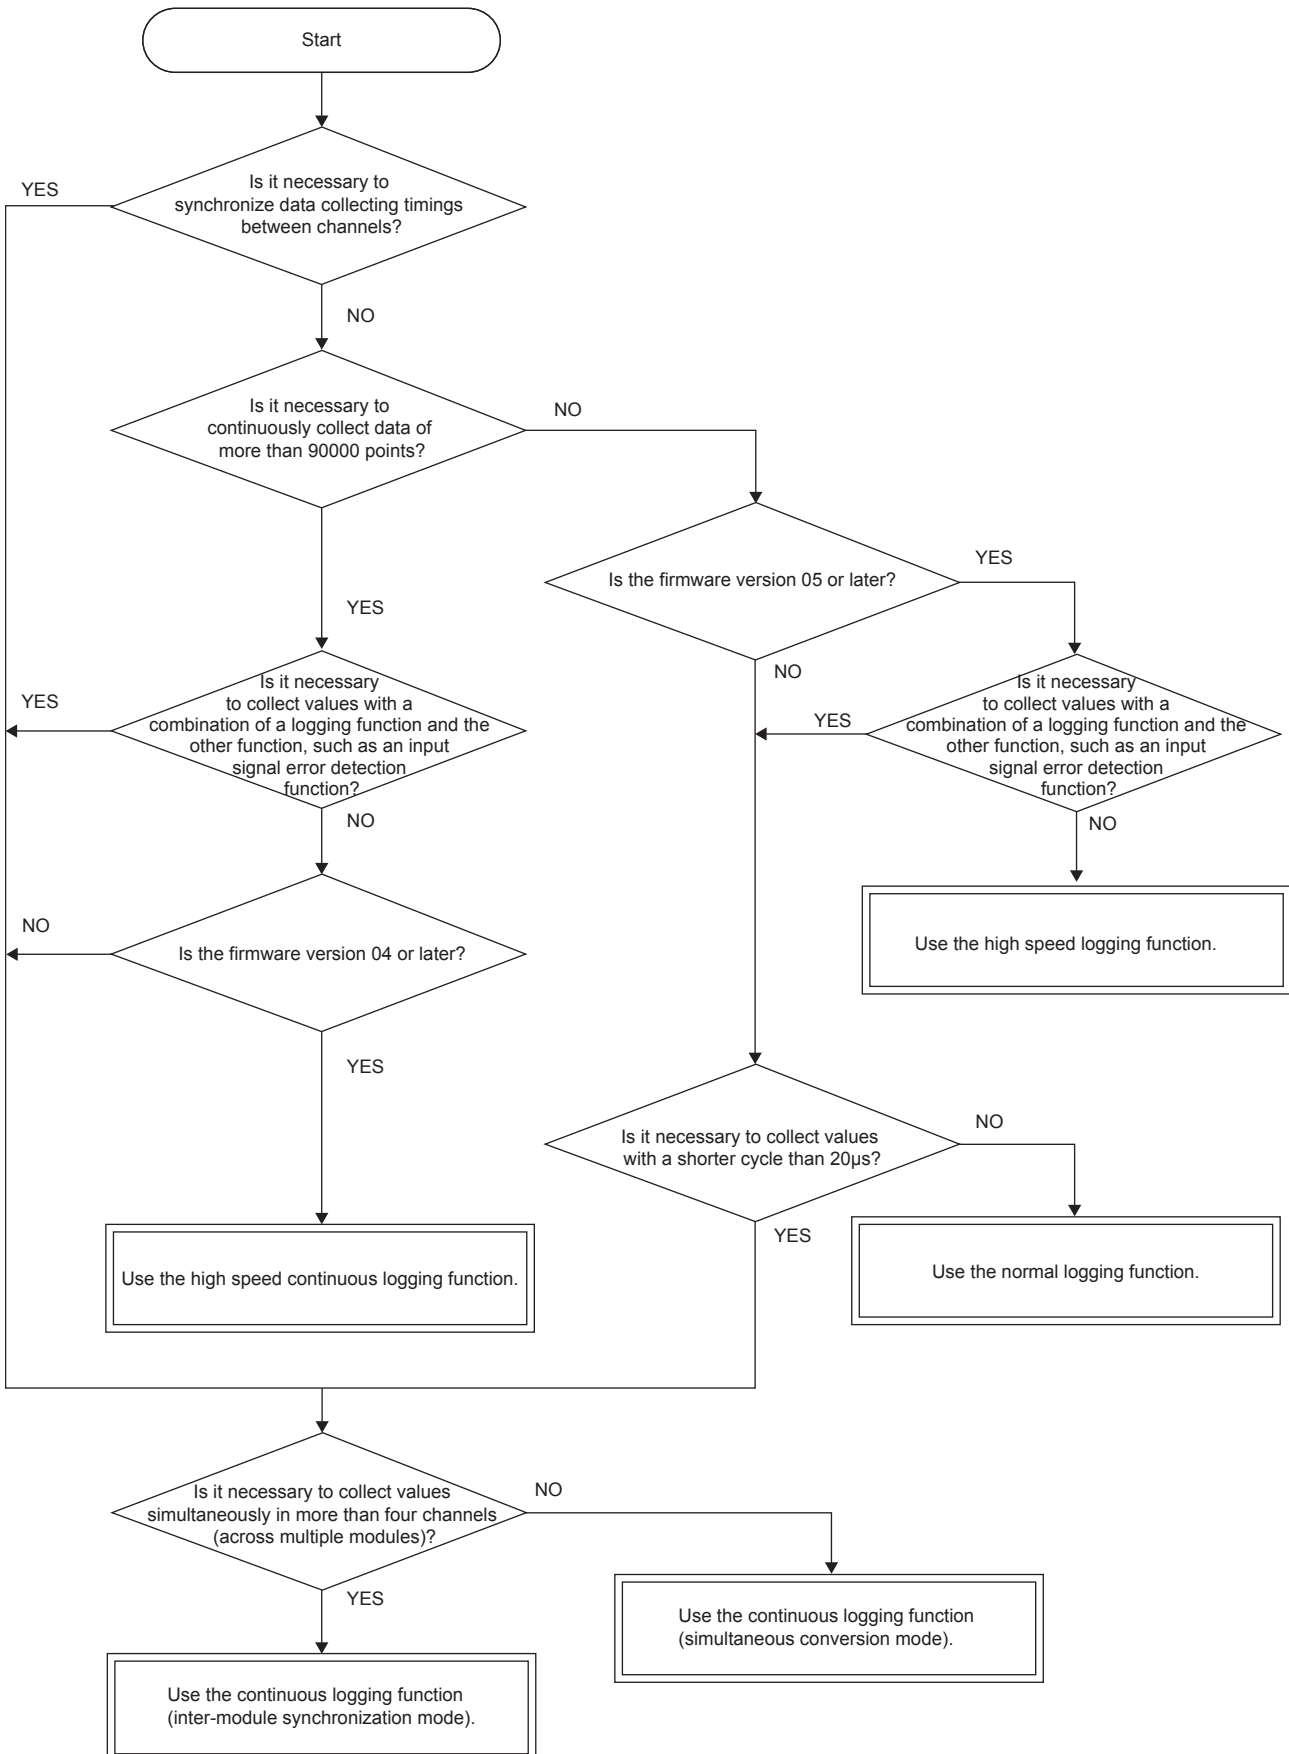 Start
Is it necessary to
synchronize data collecting timings
between channels?
YES
NO
Is it necessary to
continuously collect data of
more than 90000 points?
NO
YES
Is the firmware version 05 or later?
YES
NO
Is it necessary
to collect values with a
combination of a logging function and the
other function, such as an input
signal error detection
function?
YES
NO
Is it necessary
to collect values with a
combination of a logging function and the
other function, such as an input
signal error detection
function?
YES
NO
Use the high speed logging function.
Is the firmware version 04 or later?
NO
YES
Is it necessary to collect values
with a shorter cycle than 20μs?
NO
YES
Use the high speed continuous logging function.
Use the normal logging function.
Is it necessary to collect values
simultaneously in more than four channels
(across multiple modules)?
NO
YES
Use the continuous logging function
(simultaneous conversion mode).
Use the continuous logging function
(inter-module synchronization mode).